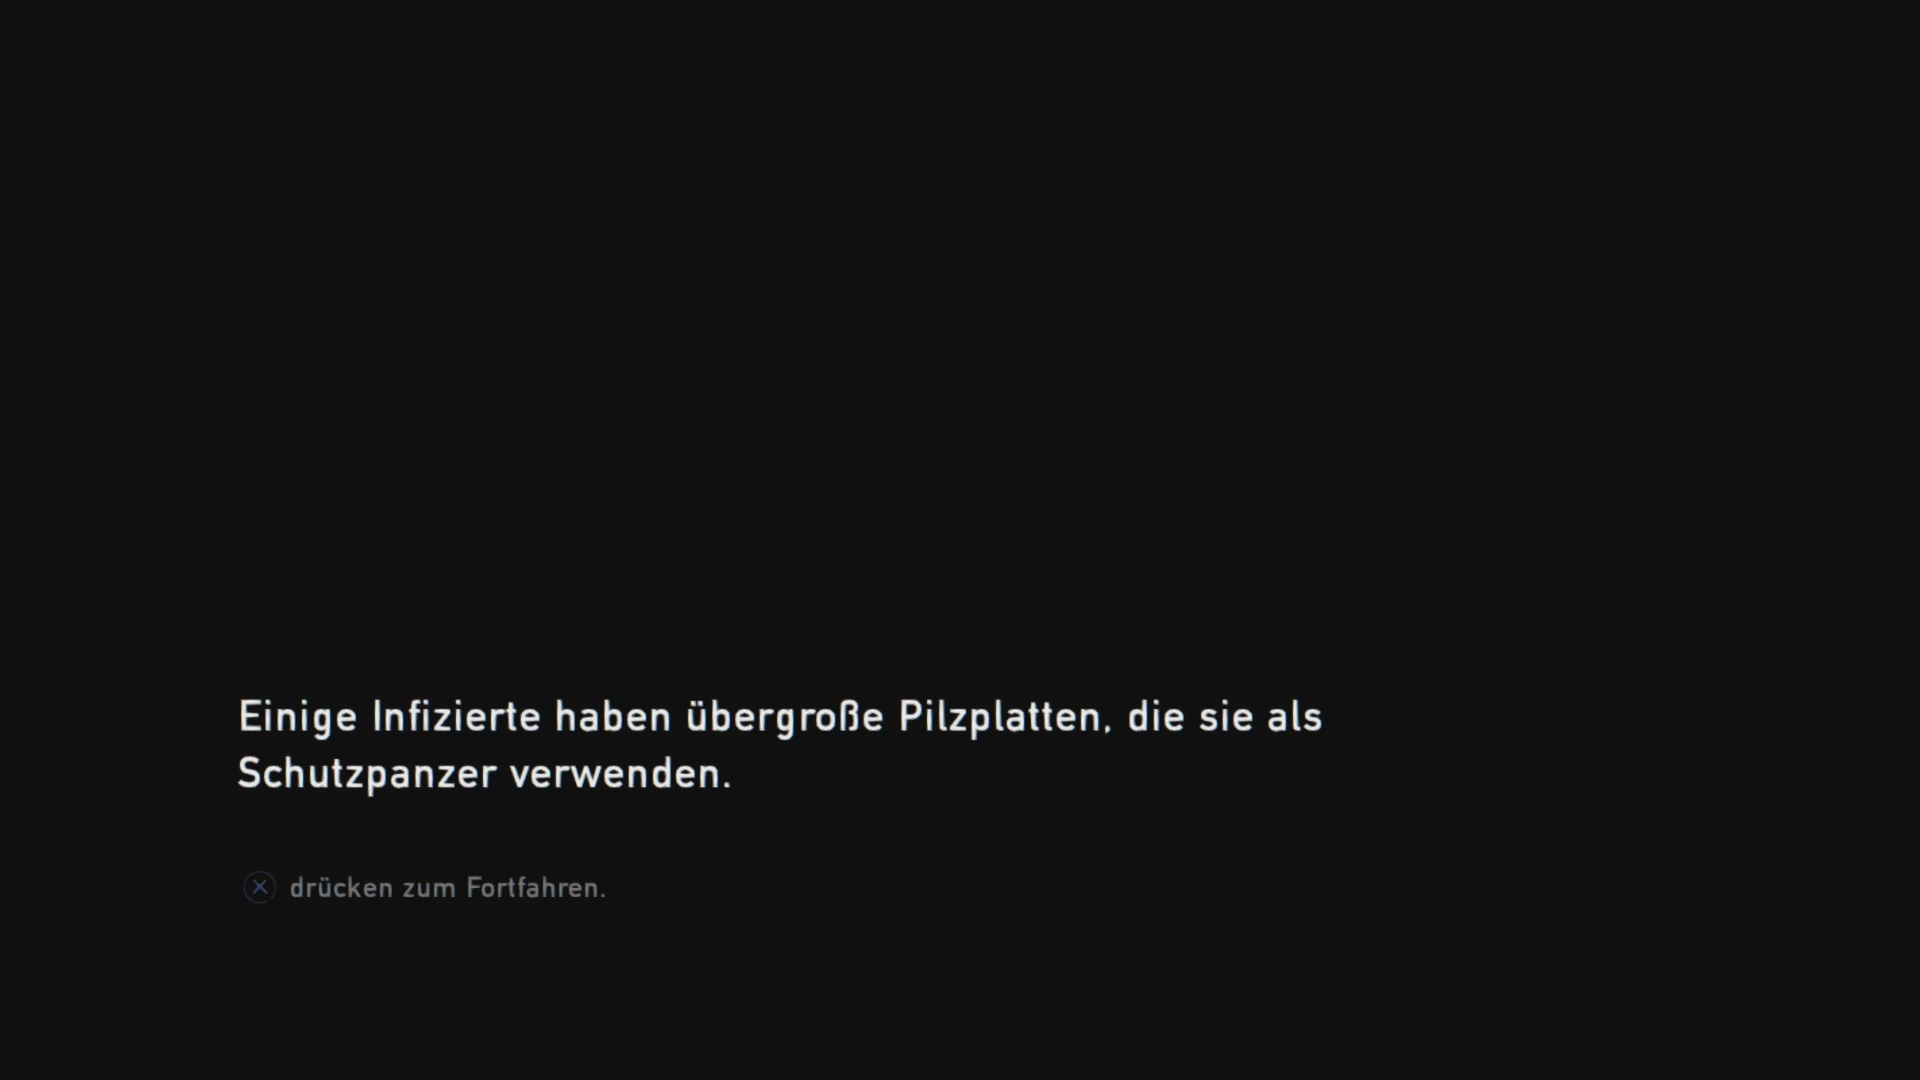 Einige Infizierte haben übergroße Pilzplatten, die sie als
Schutzpanzer verwenden.
drücken zum Fortfahren.